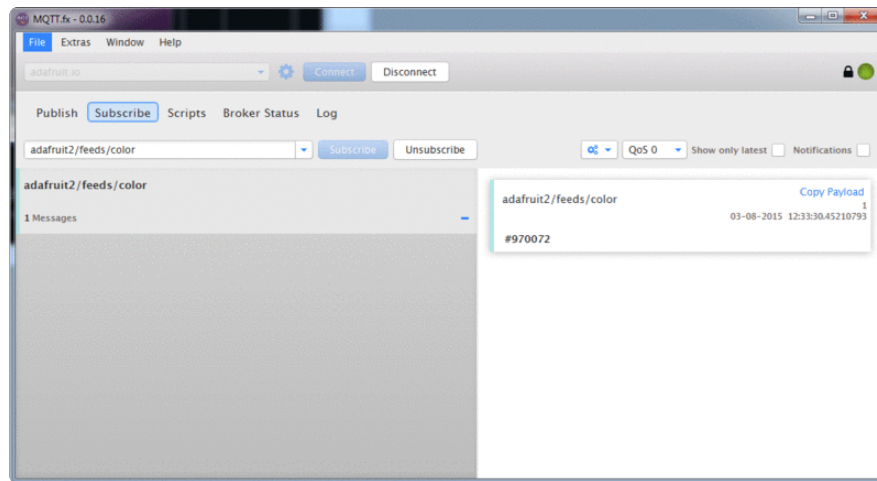 MQTT.fx - 0.0.16
File Extras Window Help
adafruit.io Connect Disconnect
Publish Subscribe Scripts Broker Status Log
adafruit2/feeds/color Subscribe Unsubscribe QoS 0 Show only latest Notifications
adafruit2/feeds/color
1 Messages
adafruit2/feeds/color Copy Payload
1
03-08-2015 12:33:30.45210793
#970072